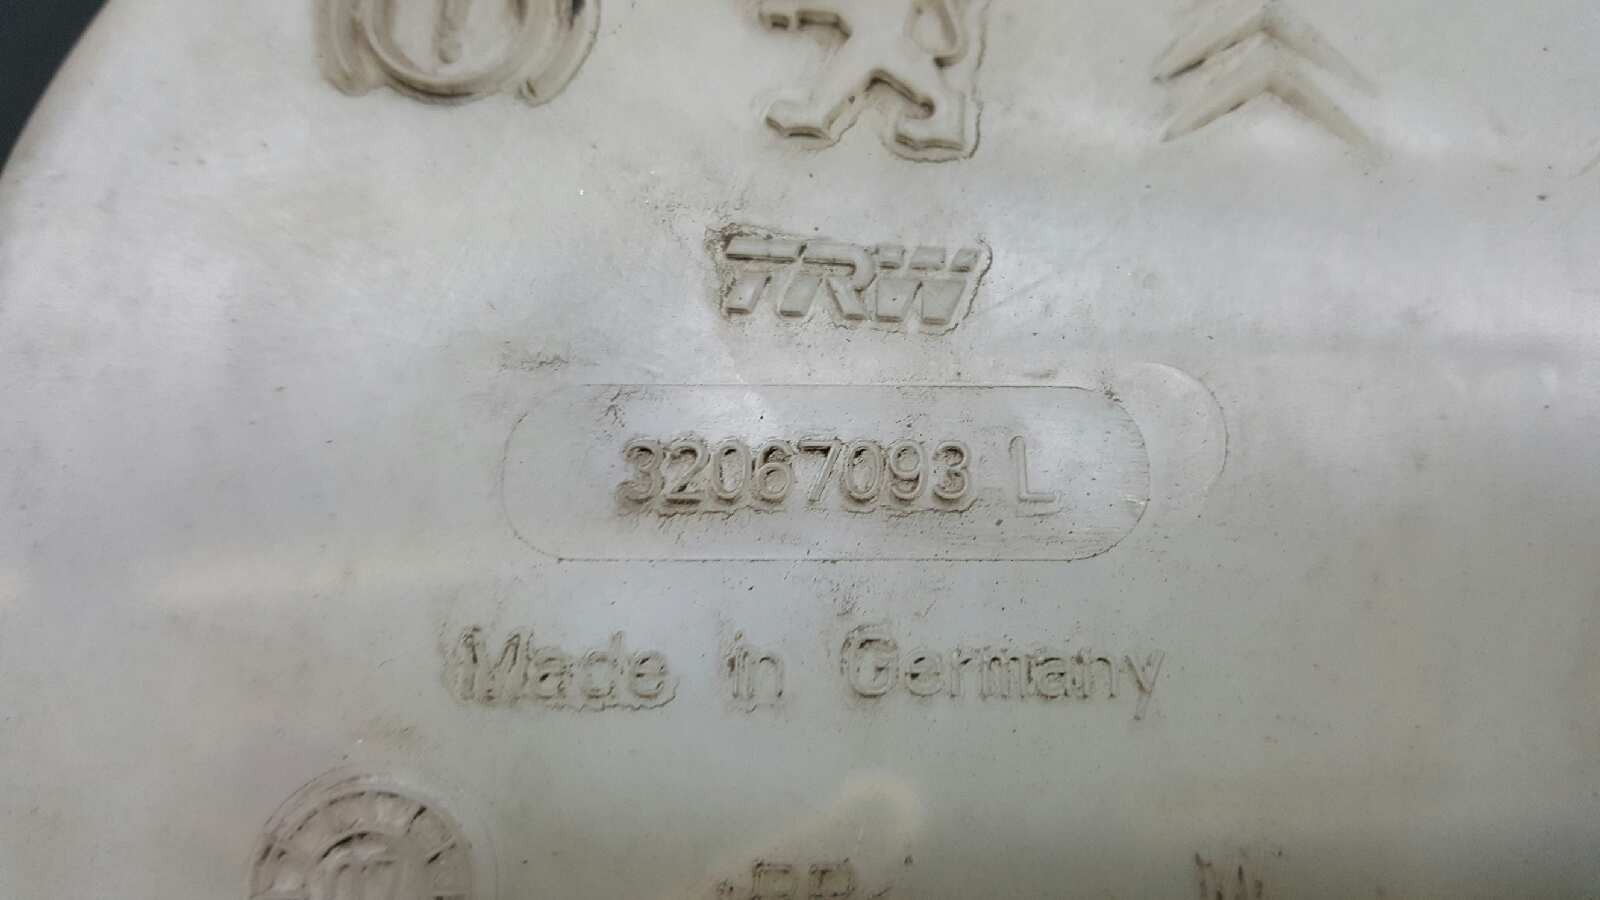 TRW
32067093 L
Made in Germany